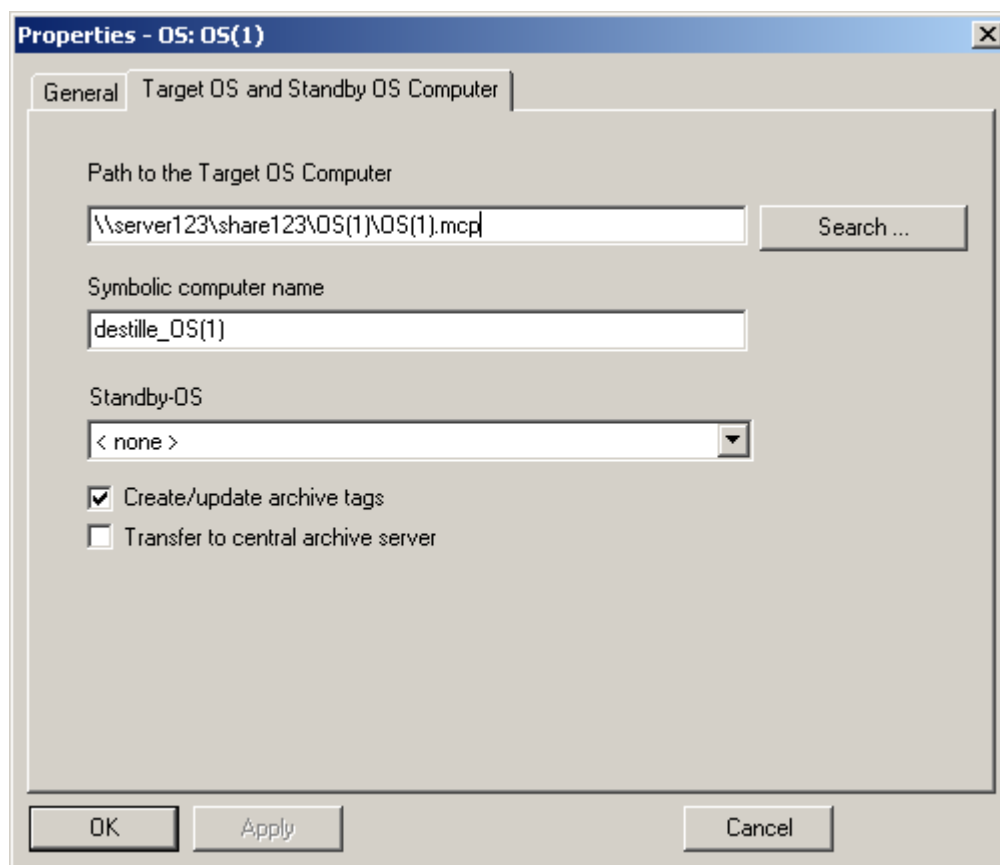 Properties - OS: OS(1)
General
Target OS and Standby OS Computer
Path to the Target OS Computer
\\server123\share123\OS(1)\OS(1).mcp
Search ...
Symbolic computer name
destille_OS(1)
Standby-OS
< none >
Create/update archive tags
Transfer to central archive server
OK
Apply
Cancel